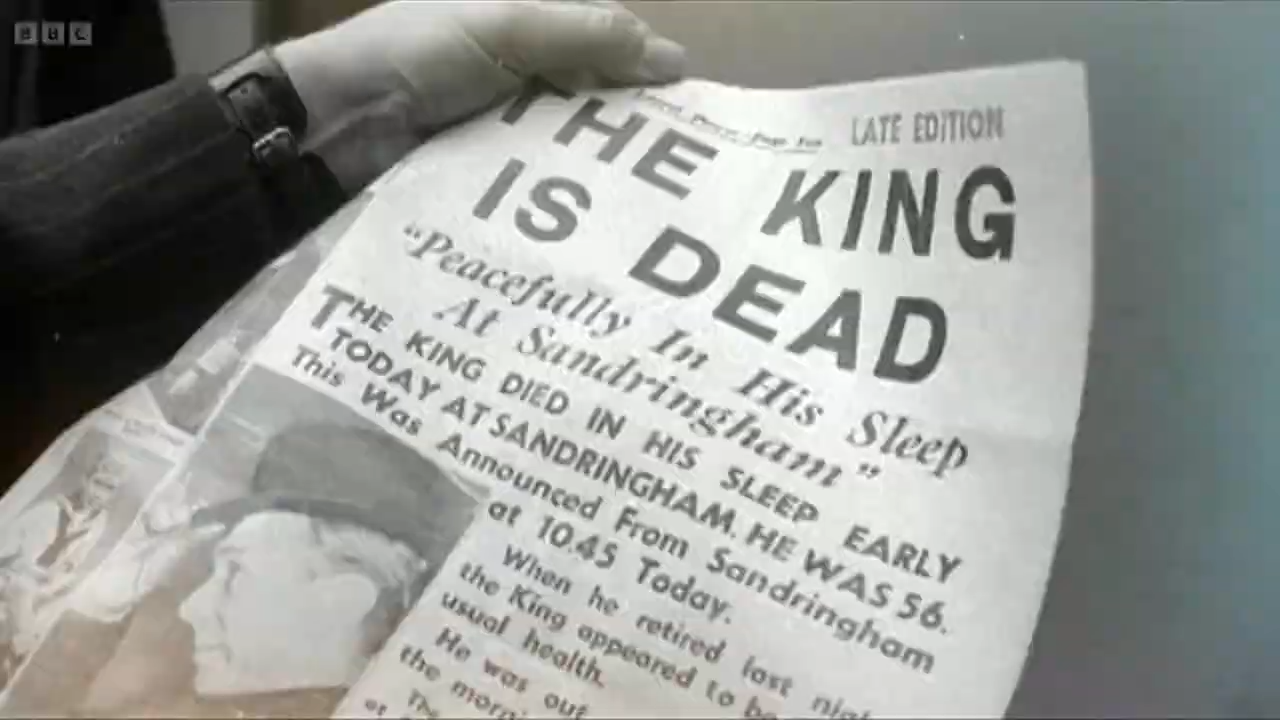 BBC
LATE EDITION
THE KING
IS DEAD
"Peacefully In His Sleep
At Sandringham"
THE KING DIED IN HIS SLEEP EARLY
TODAY AT SANDRINGHAM. HE WAS 56.
This Was Announced From Sandringham
at 10.45 Today.
When he retired last
the King appeared to be
usual health.
He was out
the